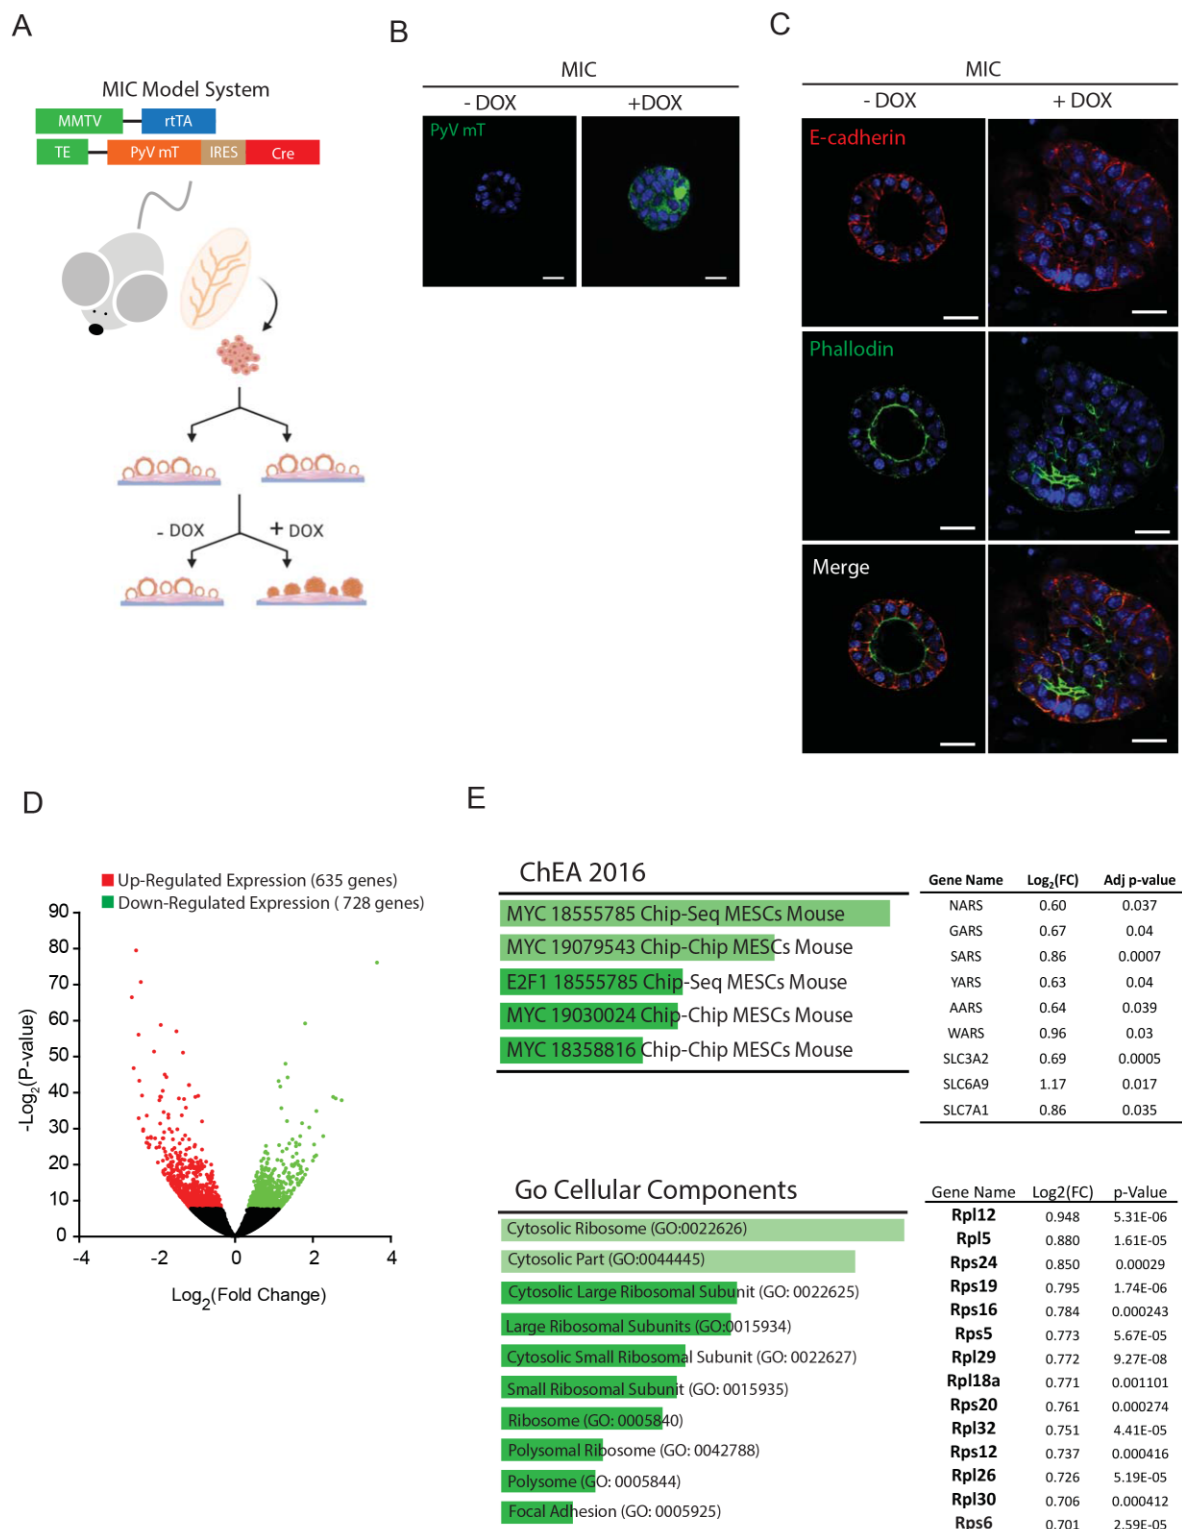 A
MIC Model System
MMTV
rtTA
TE
PyV mT
IRES
Cre
- DOX
+ DOX
B
MIC
- DOX
+DOX
PyV mT
C
MIC
- DOX
+ DOX
E-cadherin
Phallodin
Merge
D
Up-Regulated Expression (635 genes)
Down-Regulated Expression ( 728 genes)
90
80
70
60
50
40
30
20
10
0
-Log2(P-value)
-4
-2
0
2
4
Log2(Fold Change)
E
ChEA 2016
MYC 18555785 Chip-Seq MESCs Mouse
MYC 19079543 Chip-Chip MESCs Mouse
E2F1 18555785 Chip-Seq MESCs Mouse
MYC 19030024 Chip-Chip MESCs Mouse
MYC 18358816 Chip-Chip MESCs Mouse
Gene Name Log2(FC) Adj p-value
NARS 0.60 0.037
GARS 0.67 0.04
SARS 0.86 0.0007
YARS 0.63 0.04
AARS 0.64 0.039
WARS 0.96 0.03
SLC3A2 0.69 0.0005
SLC6A9 1.17 0.017
SLC7A1 0.86 0.035
Go Cellular Components
Cytosolic Ribosome (GO:0022626)
Cytosolic Part (GO:0044445)
Cytosolic Large Ribosomal Subunit (GO: 0022625)
Large Ribosomal Subunits (GO:0015934)
Cytosolic Small Ribosomal Subunit (GO: 0022627)
Small Ribosomal Subunit (GO: 0015935)
Ribosome (GO: 0005840)
Polysomal Ribosome (GO: 0042788)
Polysome (GO: 0005844)
Focal Adhesion (GO: 0005925)
Gene Name Log2(FC) p-Value
Rpl12 0.948 5.31E-06
Rpl5 0.880 1.61E-05
Rps24 0.850 0.00029
Rps19 0.795 1.74E-06
Rps16 0.784 0.000243
Rps5 0.773 5.67E-05
Rpl29 0.772 9.27E-08
Rpl18a 0.771 0.001101
Rps20 0.761 0.000274
Rpl32 0.751 4.41E-05
Rps12 0.737 0.000416
Rpl26 0.726 5.19E-05
Rpl30 0.706 0.000412
Rps6 0.701 2.59E-05